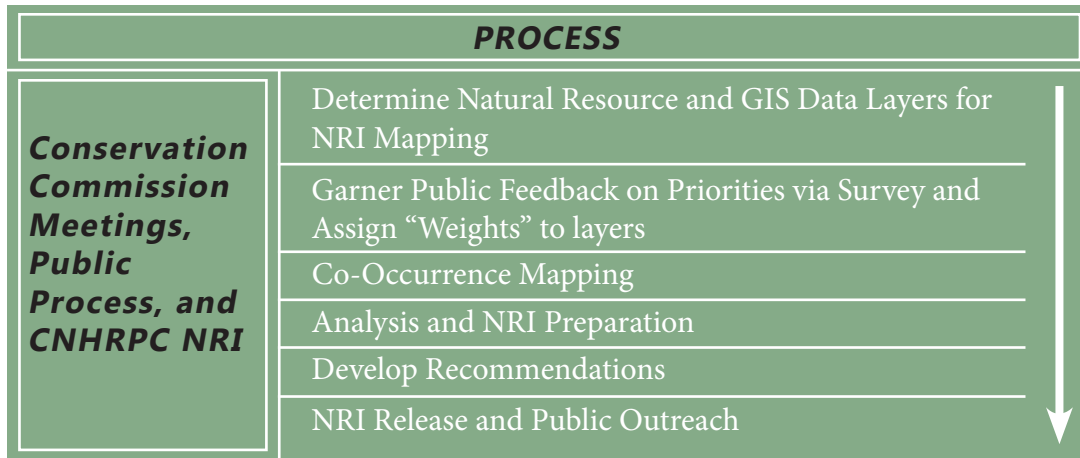 PROCESS
Conservation
Commission
Meetings,
Public
Process, and
CNHRPC NRI
Determine Natural Resource and GIS Data Layers for
NRI Mapping
Garner Public Feedback on Priorities via Survey and
Assign “Weights” to layers
Co-Occurrence Mapping
Analysis and NRI Preparation
Develop Recommendations
NRI Release and Public Outreach